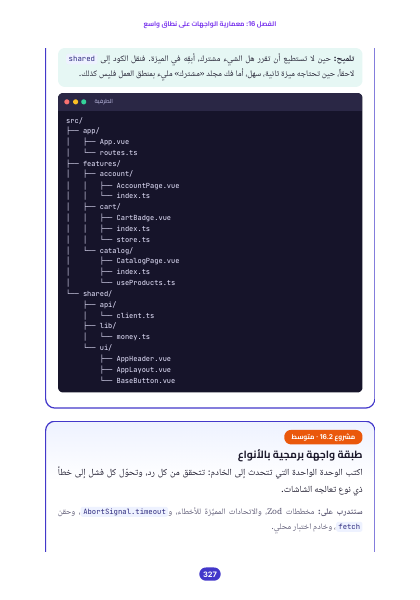 الفصل 16: معمارية الواجهات على نطاق واسع
تلميح: حين لا تستطيع أن تقرر هل الشيء مشترك، أبقِه في الميزة. فنقل الكود إلى shared
لاحقًا، حين تحتاجه ميزة ثانية، سهل، أما فك مجلد «مشترك» مليء بمنطق العمل فليس كذلك.
الطرفية
src/
├── app/
│   ├── App.vue
│   └── routes.ts
├── features/
│   ├── account/
│   │   ├── AccountPage.vue
│   │   └── index.ts
│   ├── cart/
│   │   ├── CartBadge.vue
│   │   ├── index.ts
│   │   └── store.ts
│   └── catalog/
│       ├── CatalogPage.vue
│       ├── index.ts
│       └── useProducts.ts
└── shared/
    ├── api/
    │   └── client.ts
    ├── lib/
    │   └── money.ts
    └── ui/
        ├── AppHeader.vue
        ├── AppLayout.vue
        └── BaseButton.vue
مشروع 16.2 · متوسط
طبقة واجهة برمجية بالأنواع
اكتب الوحدة الواحدة التي تتحدث إلى الخادم: تتحقق من كل رد، وتحوّل كل فشل إلى خطأ
ذي نوع تعالجه الشاشات.
ستتدرب على: مخططات Zod، والاتحادات المميَّزة للأخطاء، و AbortSignal.timeout، وحقن
fetch، وخادم اختبار محلي.
327